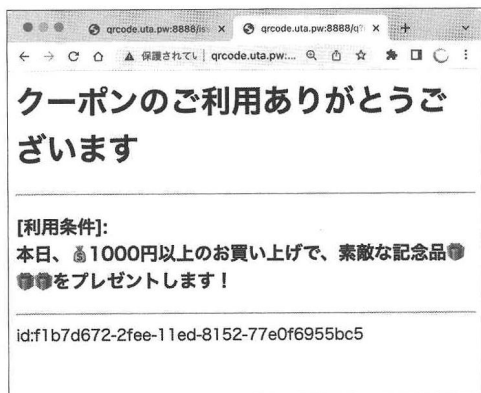 qrcode.uta.pw:8888/is
qrcode.uta.pw:8888/q?
保護されてい
qrcode.uta.pw:...
クーポンのご利用ありがとうご
ざいます
[利用条件]:
本日、💰1000円以上のお買い上げで、素敵な記念品🎁
🎁🎁をプレゼントします！
id:f1b7d672-2fee-11ed-8152-77e0f6955bc5